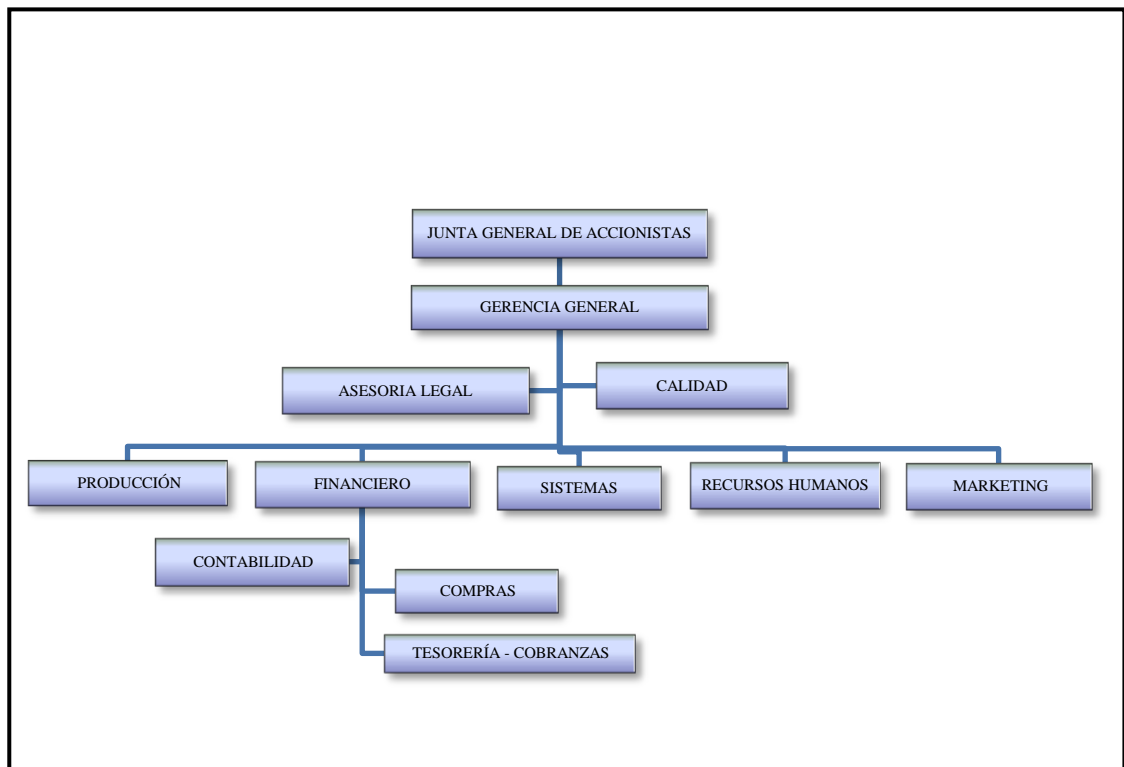 JUNTA GENERAL DE ACCIONISTAS
GERENCIA GENERAL
ASESORIA LEGAL
CALIDAD
PRODUCCIÓN
FINANCIERO
SISTEMAS
RECURSOS HUMANOS
MARKETING
CONTABILIDAD
COMPRAS
TESORERÍA - COBRANZAS